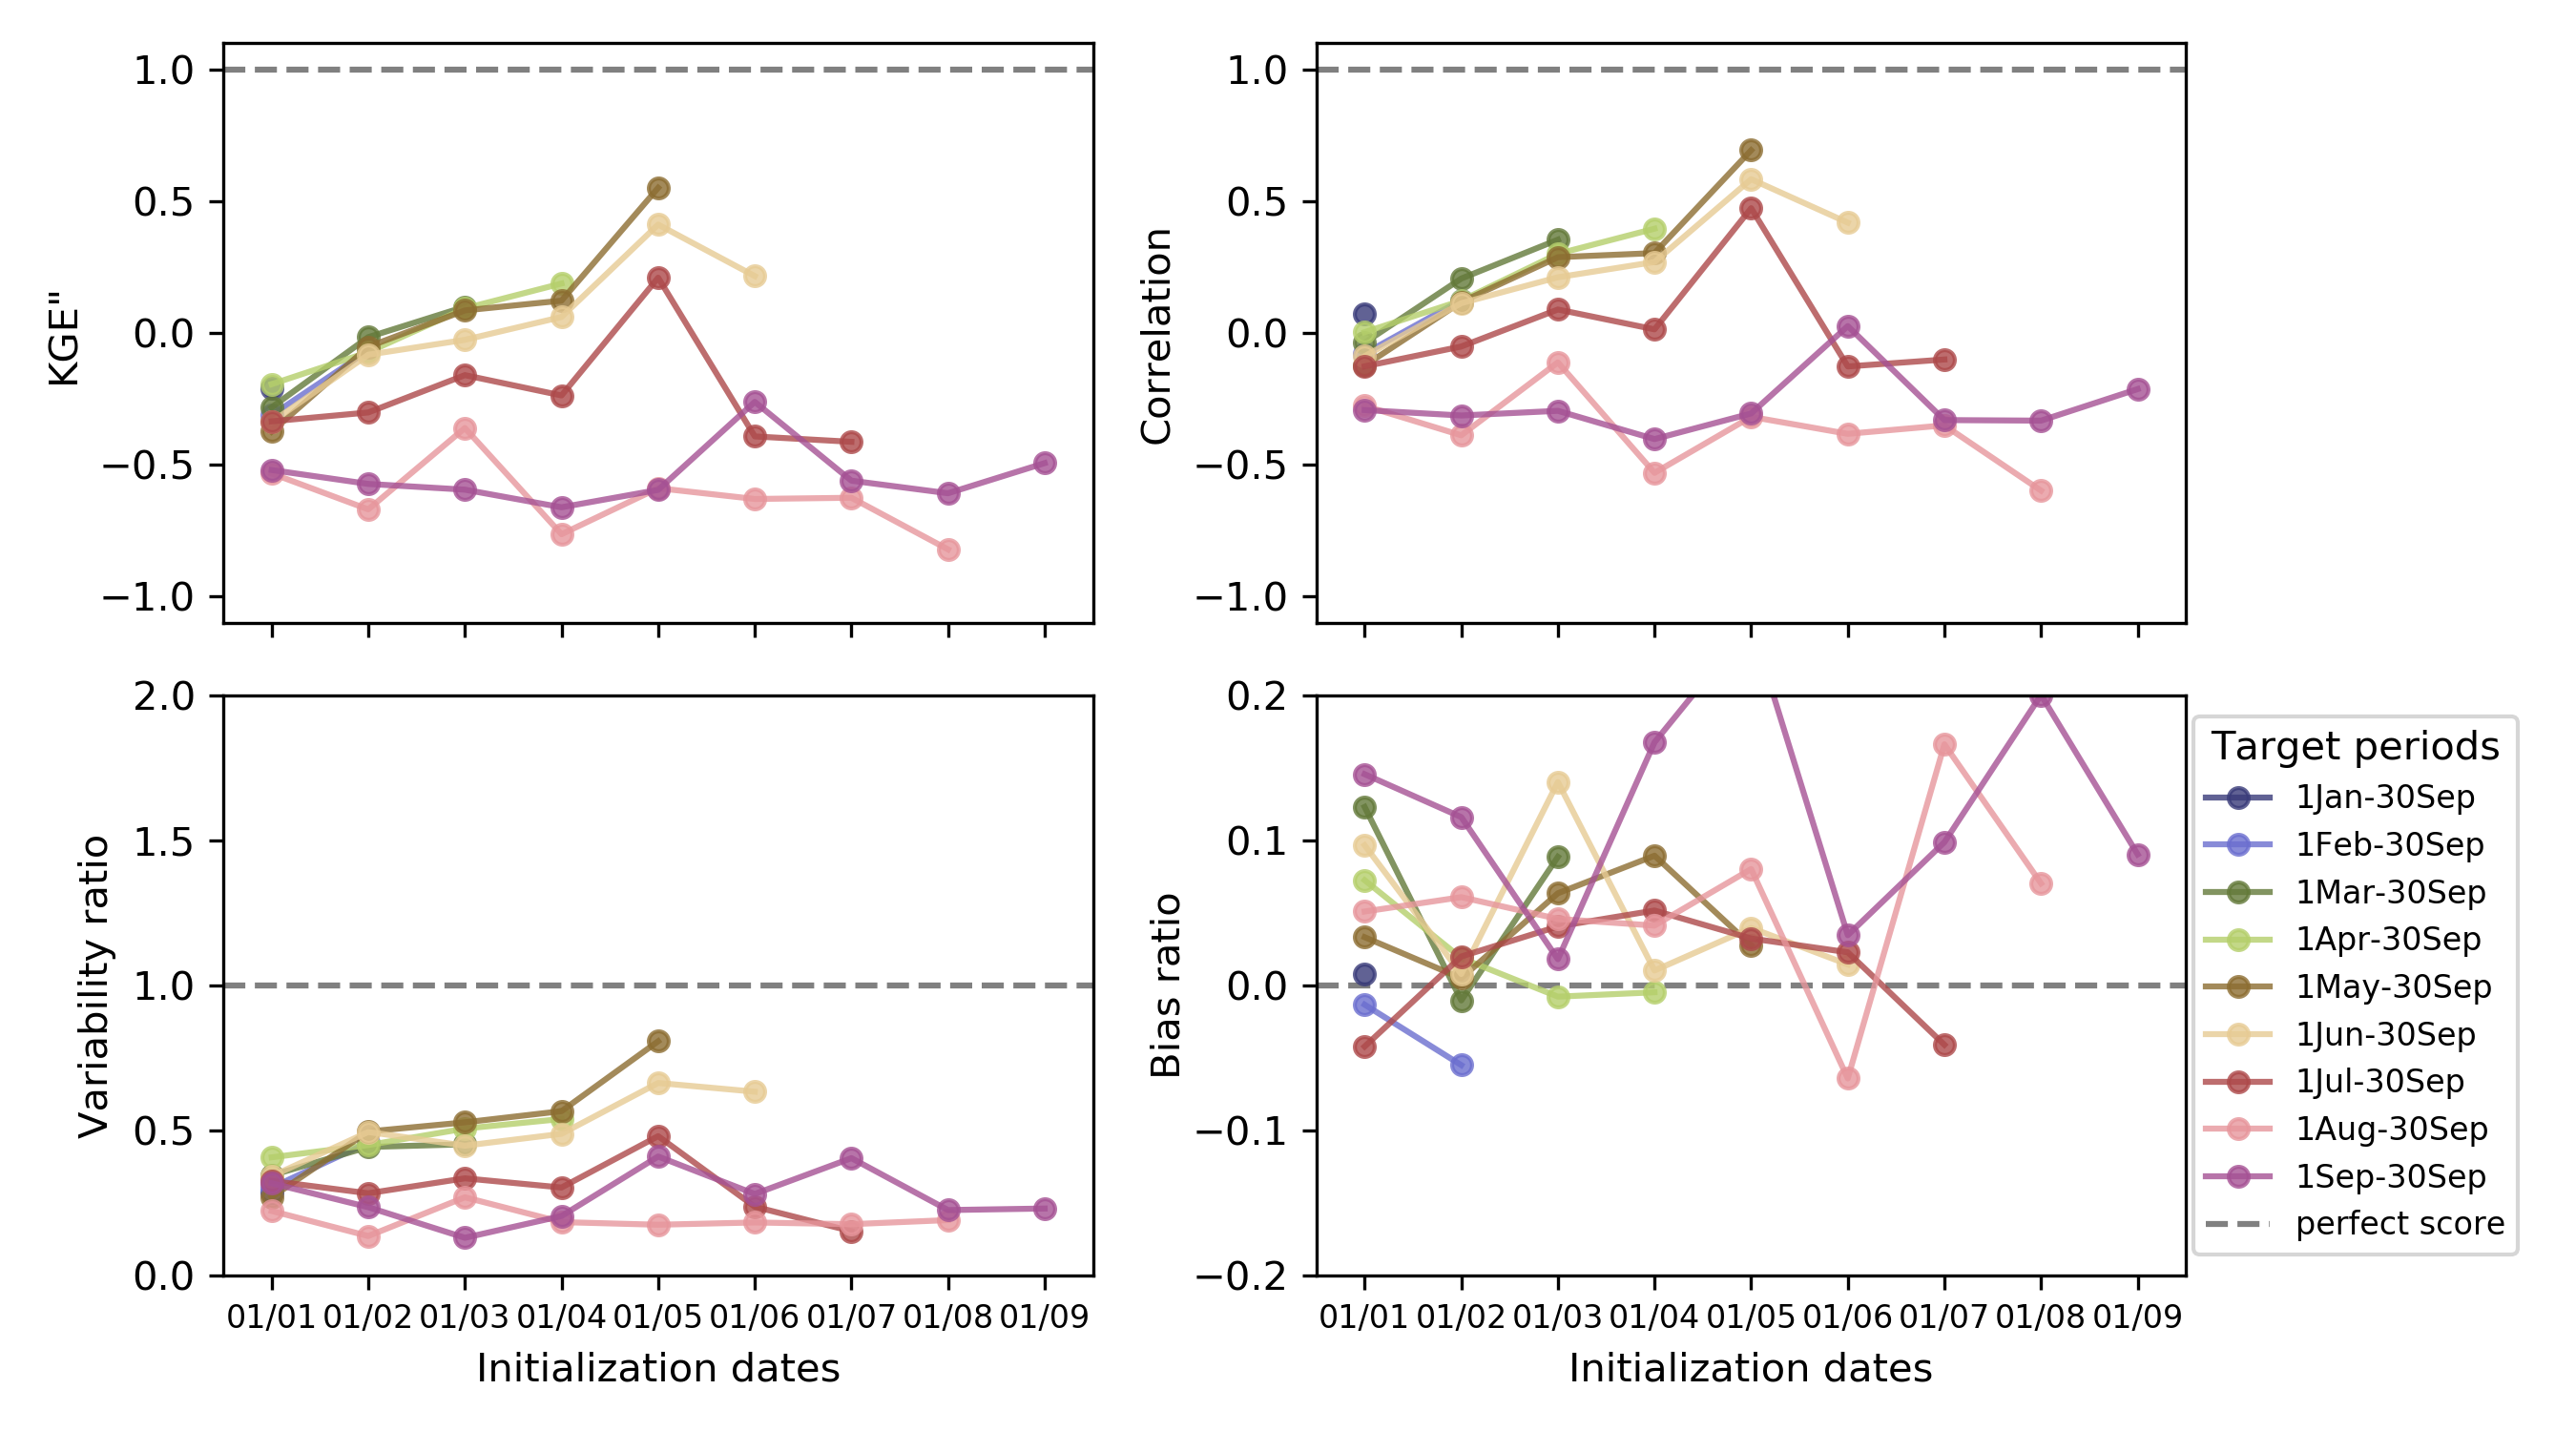 KGE"
1.0
0.5
0.0
−0.5
−1.0
Correlation
1.0
0.5
0.0
−0.5
−1.0
Variability ratio
2.0
1.5
1.0
0.5
0.0
01/01 01/02 01/03 01/04 01/05 01/06 01/07 01/08 01/09
Initialization dates
Bias ratio
0.2
0.1
0.0
−0.1
−0.2
01/01 01/02 01/03 01/04 01/05 01/06 01/07 01/08 01/09
Initialization dates
Target periods
1Jan-30Sep
1Feb-30Sep
1Mar-30Sep
1Apr-30Sep
1May-30Sep
1Jun-30Sep
1Jul-30Sep
1Aug-30Sep
1Sep-30Sep
perfect score